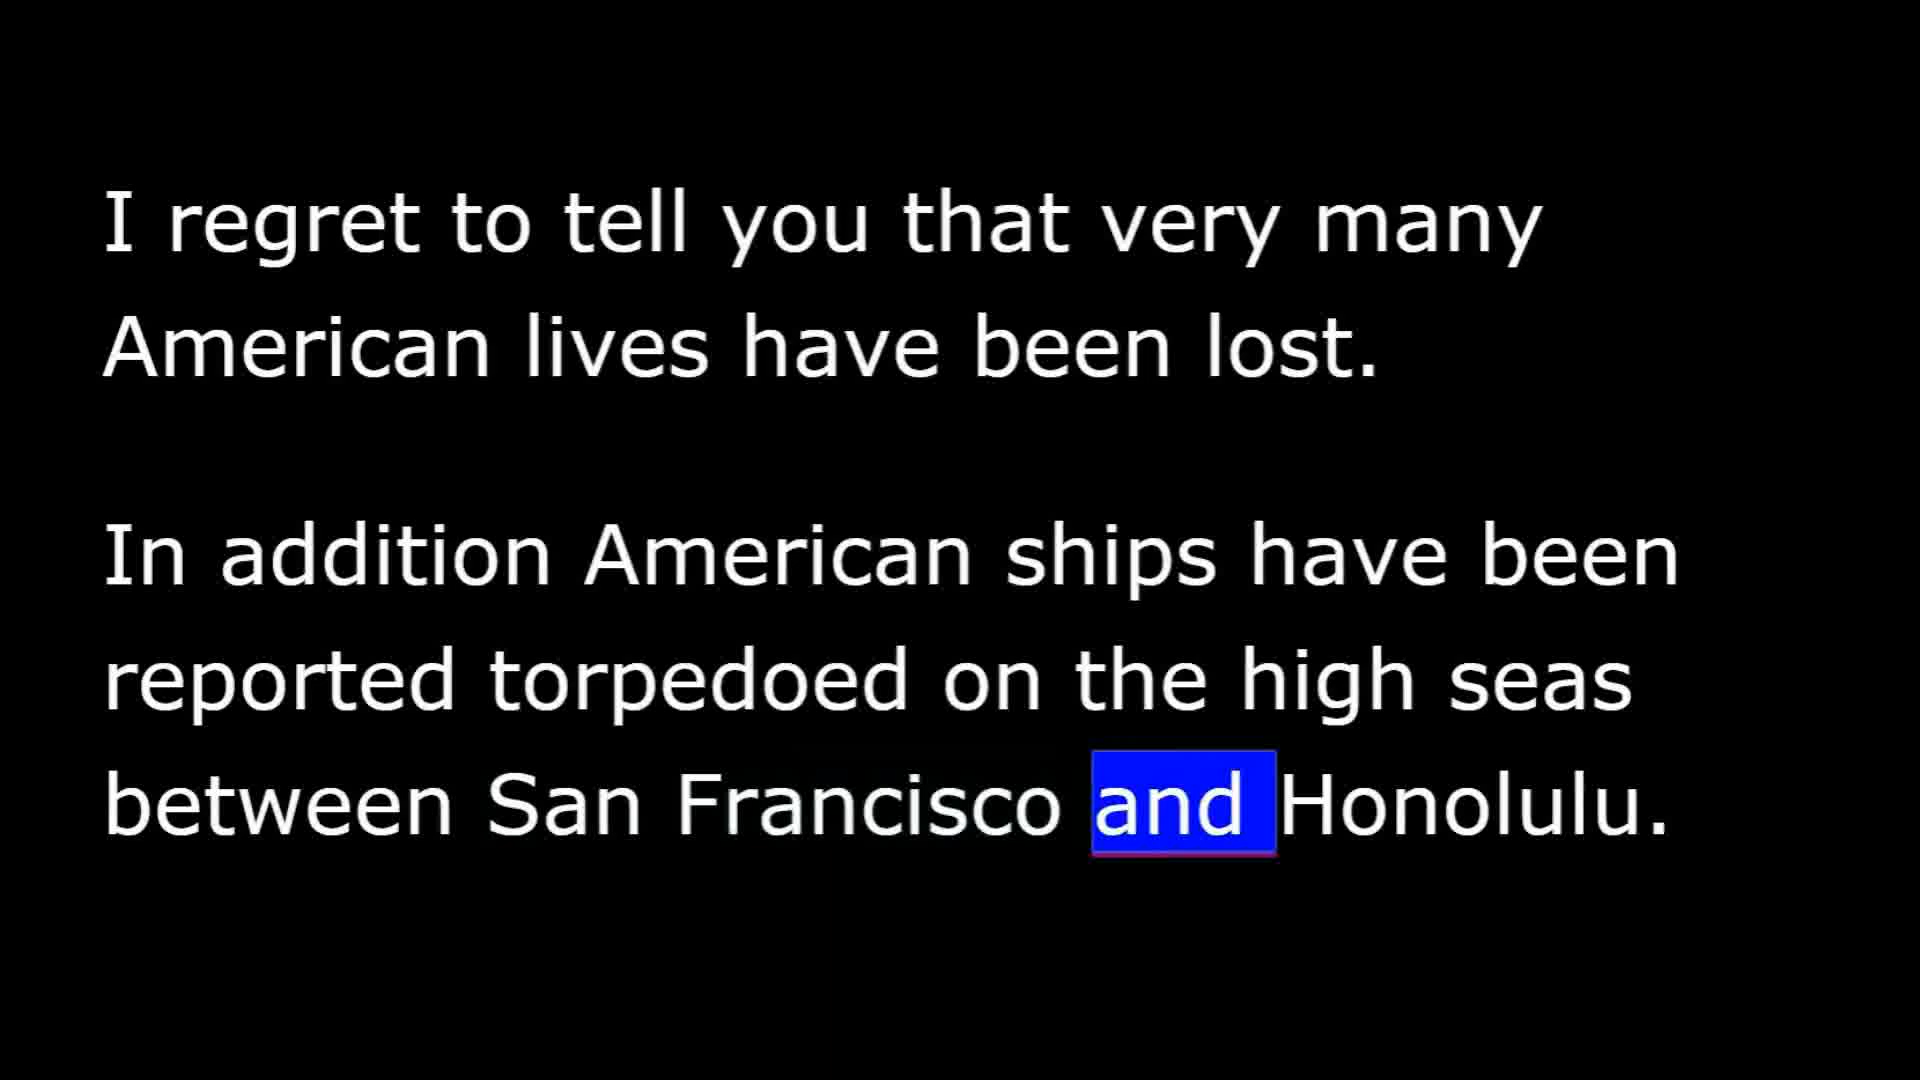 I regret to tell you that very many
American lives have been lost.
In addition American ships have been
reported torpedoed on the high seas
between San Francisco and Honolulu.